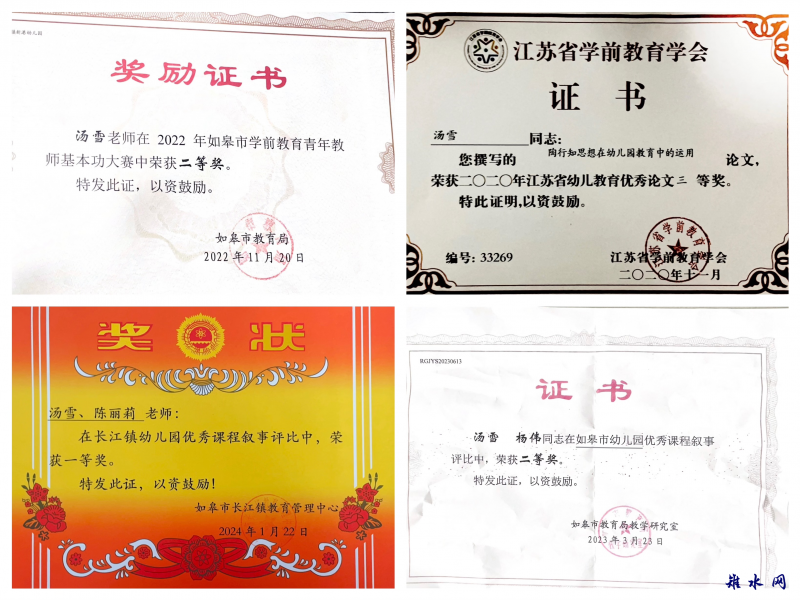 奖励证书
汤雪老师在 2022 年如皋市学前教育青年教
师基本功大赛中荣获二等奖。
特发此证，以资鼓励。
如皋市教育局
2022 年 11 月 20 日
江苏省学前教育学会
证 书
汤雪 同志：
您撰写的 陶行知思想在幼儿园教育中的运用 论文，
荣获二〇二〇年江苏省幼儿教育优秀论文 三 等奖。
特此证明，以资鼓励。
编号：33269 江苏省学前教育学会
二〇二〇年十一月
奖 状
汤雪、陈丽莉 老师：
在长江镇幼儿园优秀课程叙事评比中，荣
获一等奖。
特发此证，以资鼓励！
如皋市长江镇教育管理中心
2024 年 1 月 22 日
RGJYS20230613
证 书
汤雪 杨伟同志在如皋市幼儿园优秀课程叙事
评比中，荣获二等奖。
特发此证，以资鼓励。
如皋市教育局教学研究室
2023 年 3 月 23 日
雉水网